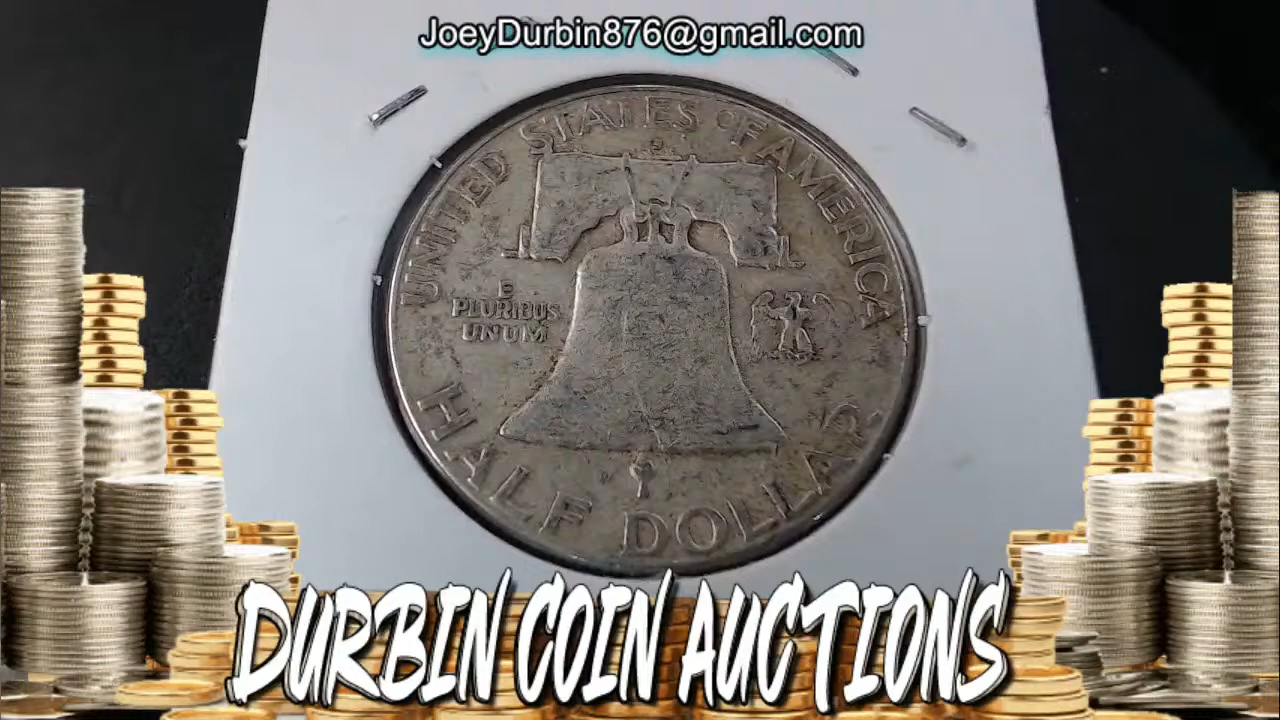 JoeyDurbin876@gmail.com
UNITED STATES OF AMERICA
E
PLURIBUS
UNUM
HALF DOLLAR
DURBIN COIN AUCTIONS